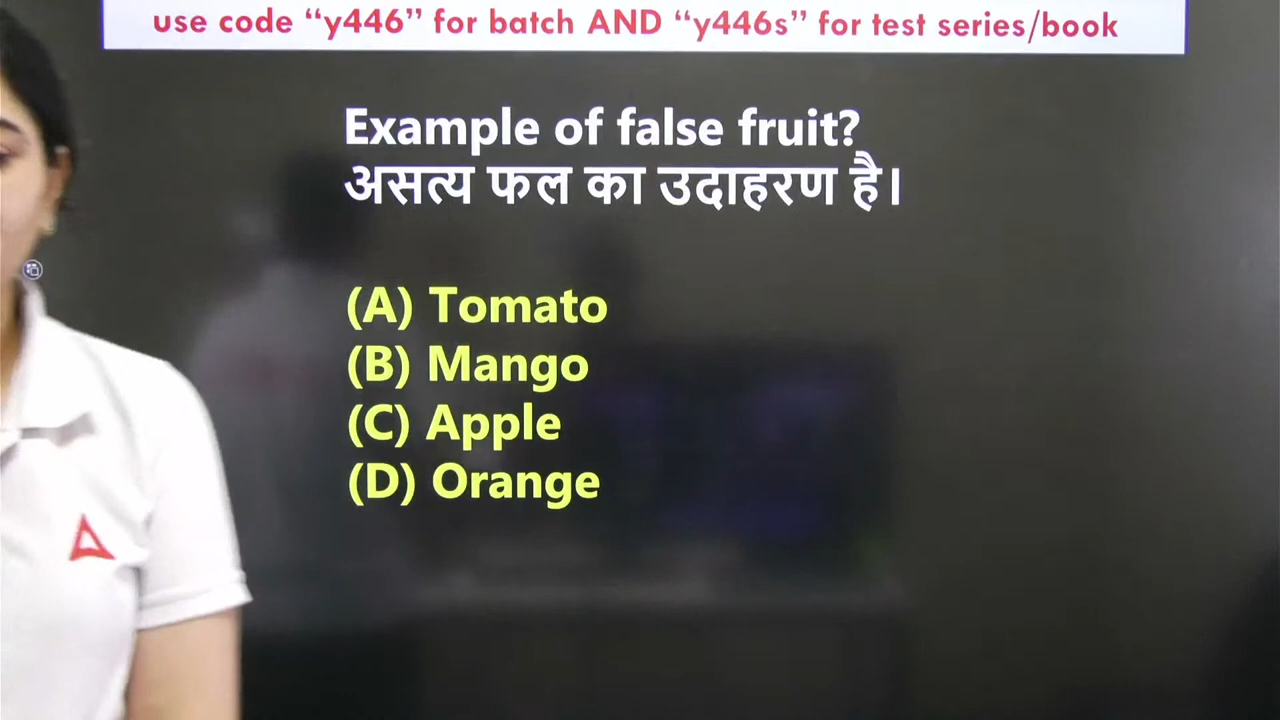 use code “y446” for batch AND “y446s” for test series/book
Example of false fruit?
असत्य फल का उदाहरण है।
(A) Tomato
(B) Mango
(C) Apple
(D) Orange